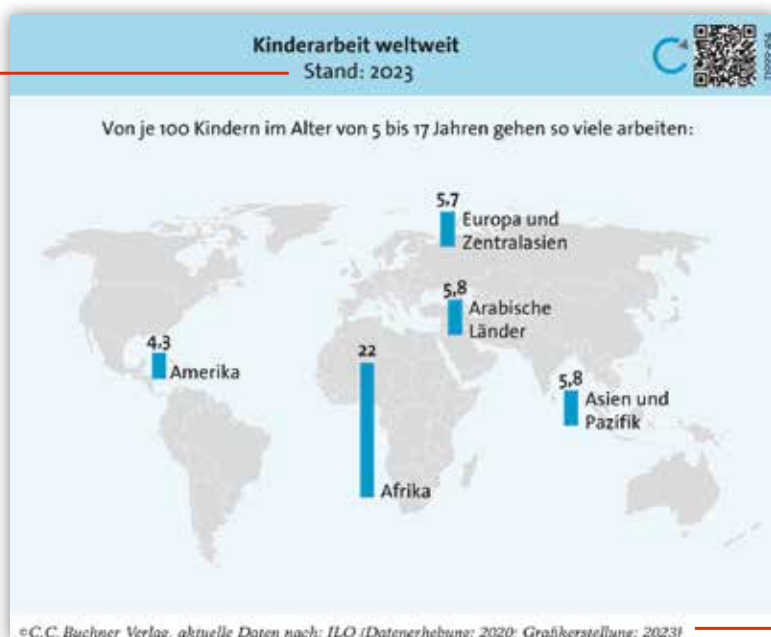 Kinderarbeit weltweit
Stand: 2023
Von je 100 Kindern im Alter von 5 bis 17 Jahren gehen so viele arbeiten:
5,7
Europa und
Zentralasien
5,8
Arabische
Länder
4,3
Amerika
22
Afrika
5,8
Asien und
Pazifik
©C.C. Buchner Verlag, aktuelle Daten nach: ILO (Datenerhebung: 2020; Grafikerstellung: 2023)